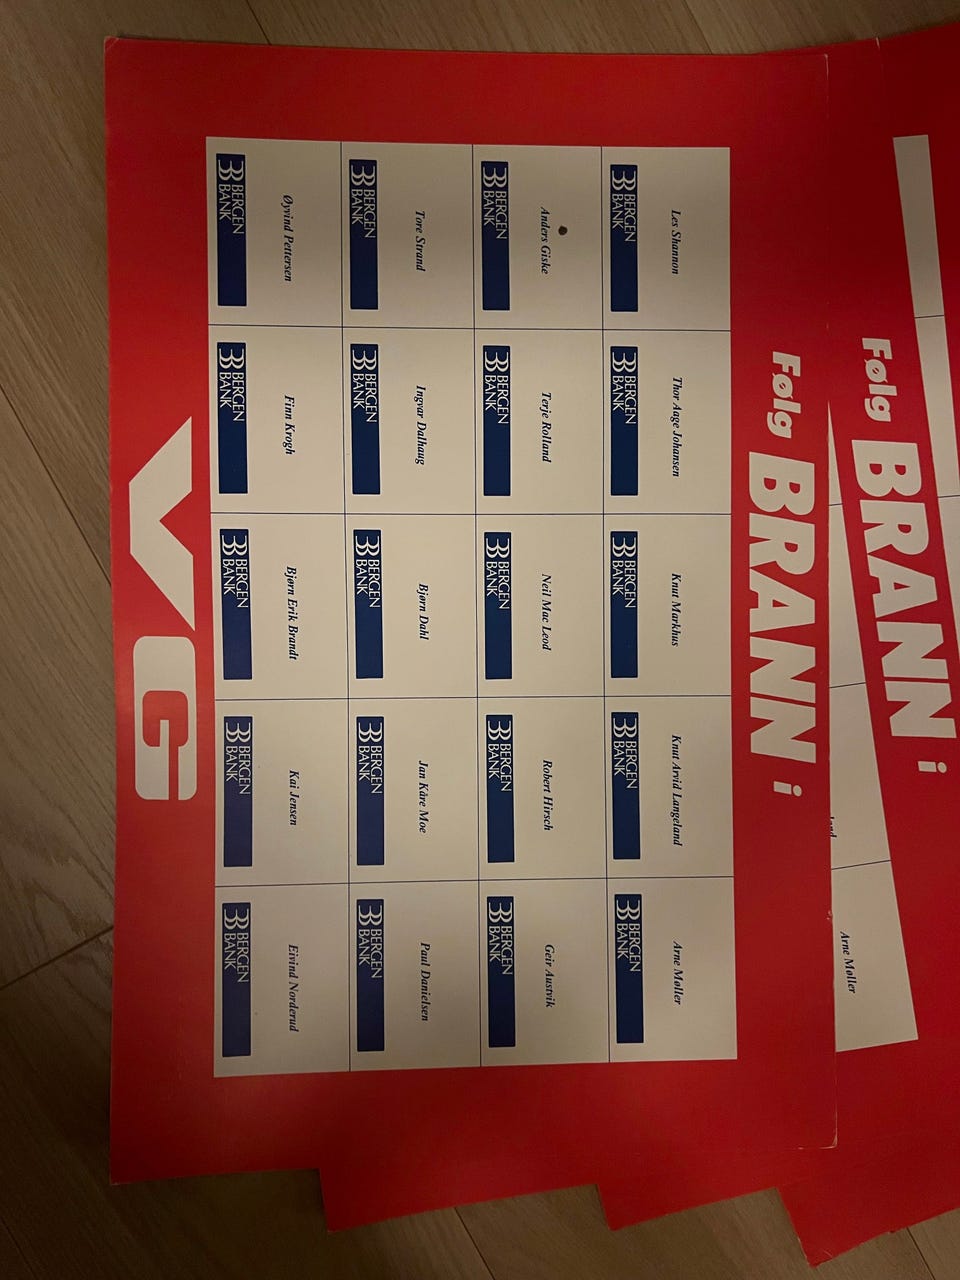 Følg BRANN i
Les Shannon
BERGEN
BANK
Thor Aage Johansen
BERGEN
BANK
Knut Markhus
BERGEN
BANK
Knut Arvid Langeland
BERGEN
BANK
Arne Møller
BERGEN
BANK
Anders Giske
BERGEN
BANK
Terje Rolland
BERGEN
BANK
Neil Mac Leod
BERGEN
BANK
Robert Hirsch
BERGEN
BANK
Geir Austvik
BERGEN
BANK
Tore Strand
BERGEN
BANK
Ingvar Dalhaug
BERGEN
BANK
Bjørn Dahl
BERGEN
BANK
Jan Kåre Moe
BERGEN
BANK
Paul Danielsen
BERGEN
BANK
Øyvind Pettersen
BERGEN
BANK
Finn Krogh
BERGEN
BANK
Bjørn Erik Brandt
BERGEN
BANK
Kai Jensen
BERGEN
BANK
Eivind Norderud
BERGEN
BANK
VG
Følg BRANN i
land
Arne Møller